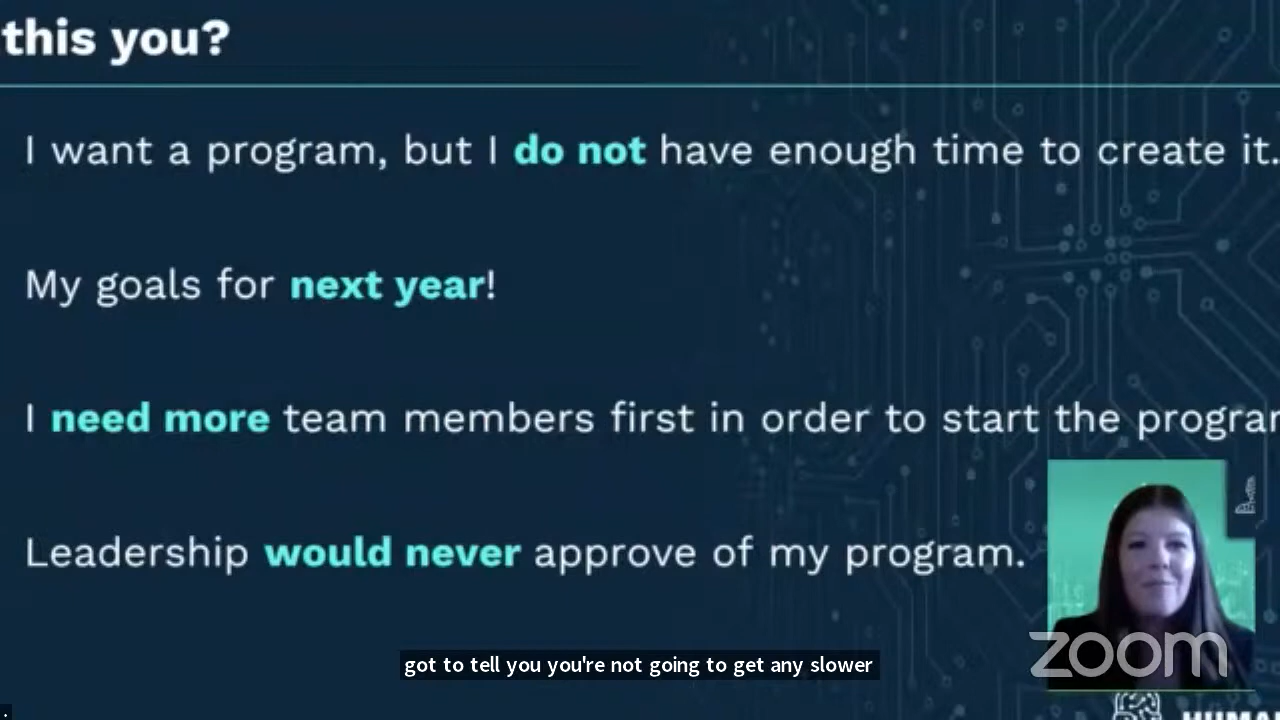 this you?
I want a program, but I do not have enough time to create it.
My goals for next year!
I need more team members first in order to start the
Leadership would never approve of my program.
zoom
got to tell you you're not going to get any slower